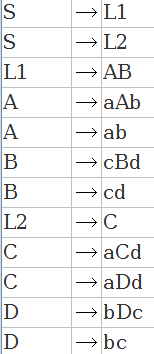 S → L1
S → L2
L1 → AB
A → aAb
A → ab
B → cBd
B → cd
L2 → C
C → aCd
C → aDd
D → bDc
D → bc